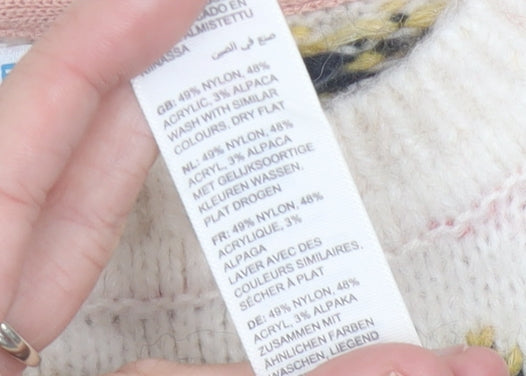 ADO EN
ALMISTETTU
صنع في الصين
KIINASSA
GB: 49% NYLON, 48%
ACRYLIC, 3% ALPACA
WASH WITH SIMILAR
COLOURS. DRY FLAT
NL: 49% NYLON, 48%
ACRYL, 3% ALPACA
MET GELIJKSOORTIGE
KLEUREN WASSEN.
PLAT DROGEN
FR: 49% NYLON, 48%
ACRYLIQUE, 3%
ALPAGA
LAVER AVEC DES
COULEURS SIMILAIRES.
SÉCHER À PLAT
DE: 49% NYLON, 48%
ACRYL, 3% ALPAKA
ZUSAMMEN MIT
ÄHNLICHEN FARBEN
WASCHEN, LIEGEND